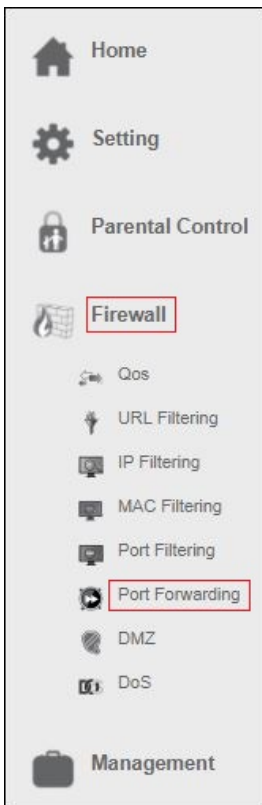 Home
Setting
Parental Control
Firewall
Qos
URL Filtering
IP Filtering
MAC Filtering
Port Filtering
Port Forwarding
DMZ
DoS
Management